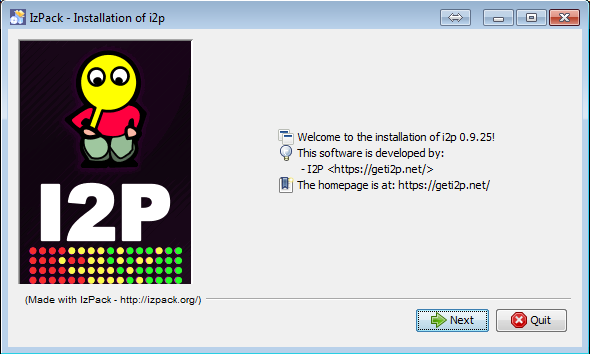 IzPack - Installation of i2p
I2P
Welcome to the installation of i2p 0.9.25!
This software is developed by:
- I2P <https://geti2p.net/>
The homepage is at: https://geti2p.net/
(Made with IzPack - http://izpack.org/)
Next
Quit